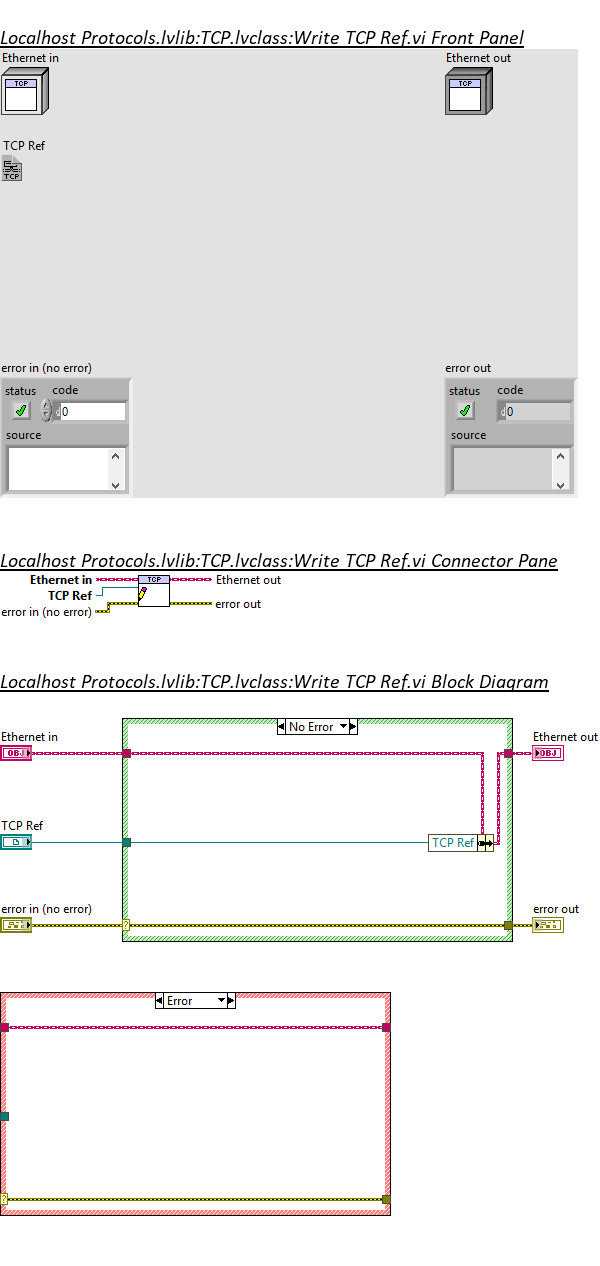 Localhost Protocols.lvlib:TCP.lvclass:Write TCP Ref.vi Front Panel
Ethernet in
Ethernet out
TCP
TCP
TCP Ref
TCP
error in (no error)
error out
status code
status code
d 0
d 0
source
source
Localhost Protocols.lvlib:TCP.lvclass:Write TCP Ref.vi Connector Pane
Ethernet in
TCP
Ethernet out
TCP Ref
error in (no error)
error out
Localhost Protocols.lvlib:TCP.lvclass:Write TCP Ref.vi Block Diagram
No Error
Ethernet in
Ethernet out
OBJ
OBJ
TCP Ref
TCP Ref
error in (no error)
error out
?
Error
?